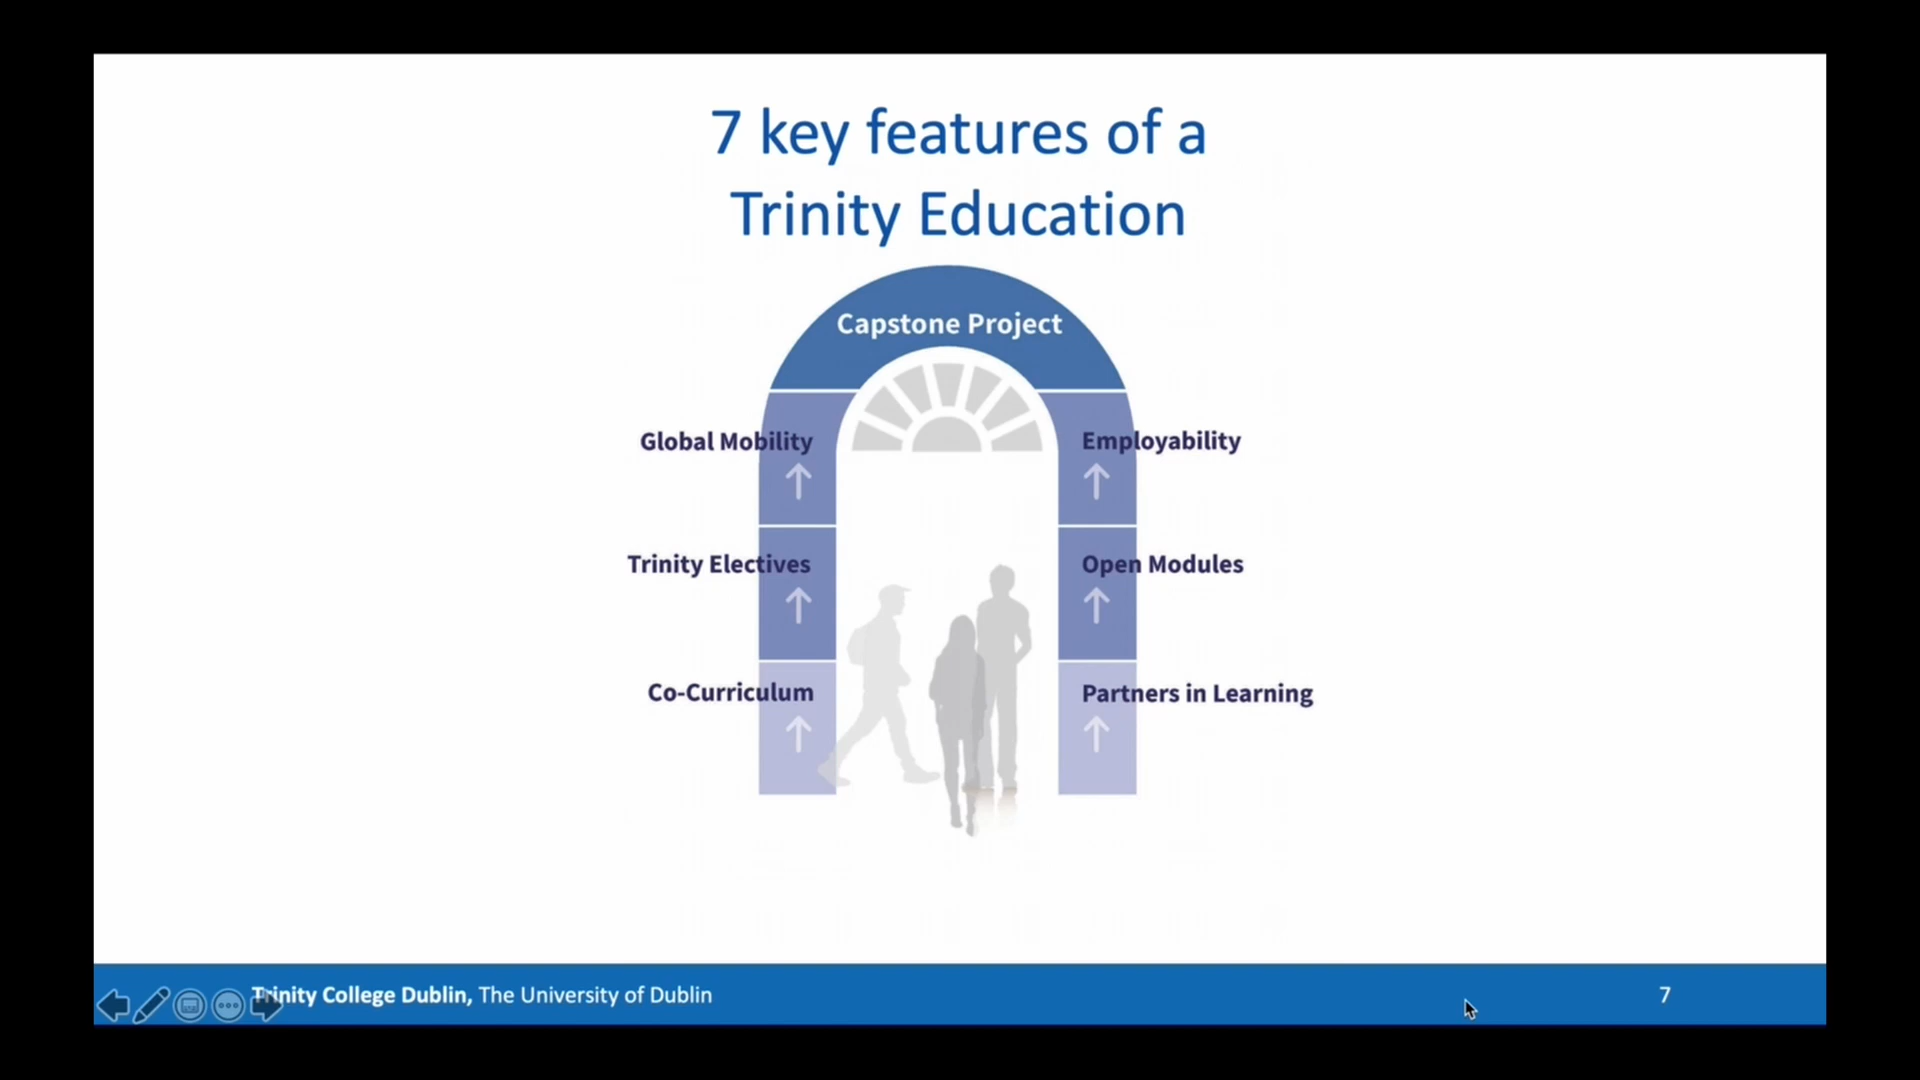 7 key features of a
Trinity Education
Capstone Project
Global Mobility
Employability
Trinity Electives
Open Modules
Co-Curriculum
Partners in Learning
Trinity College Dublin, The University of Dublin
7